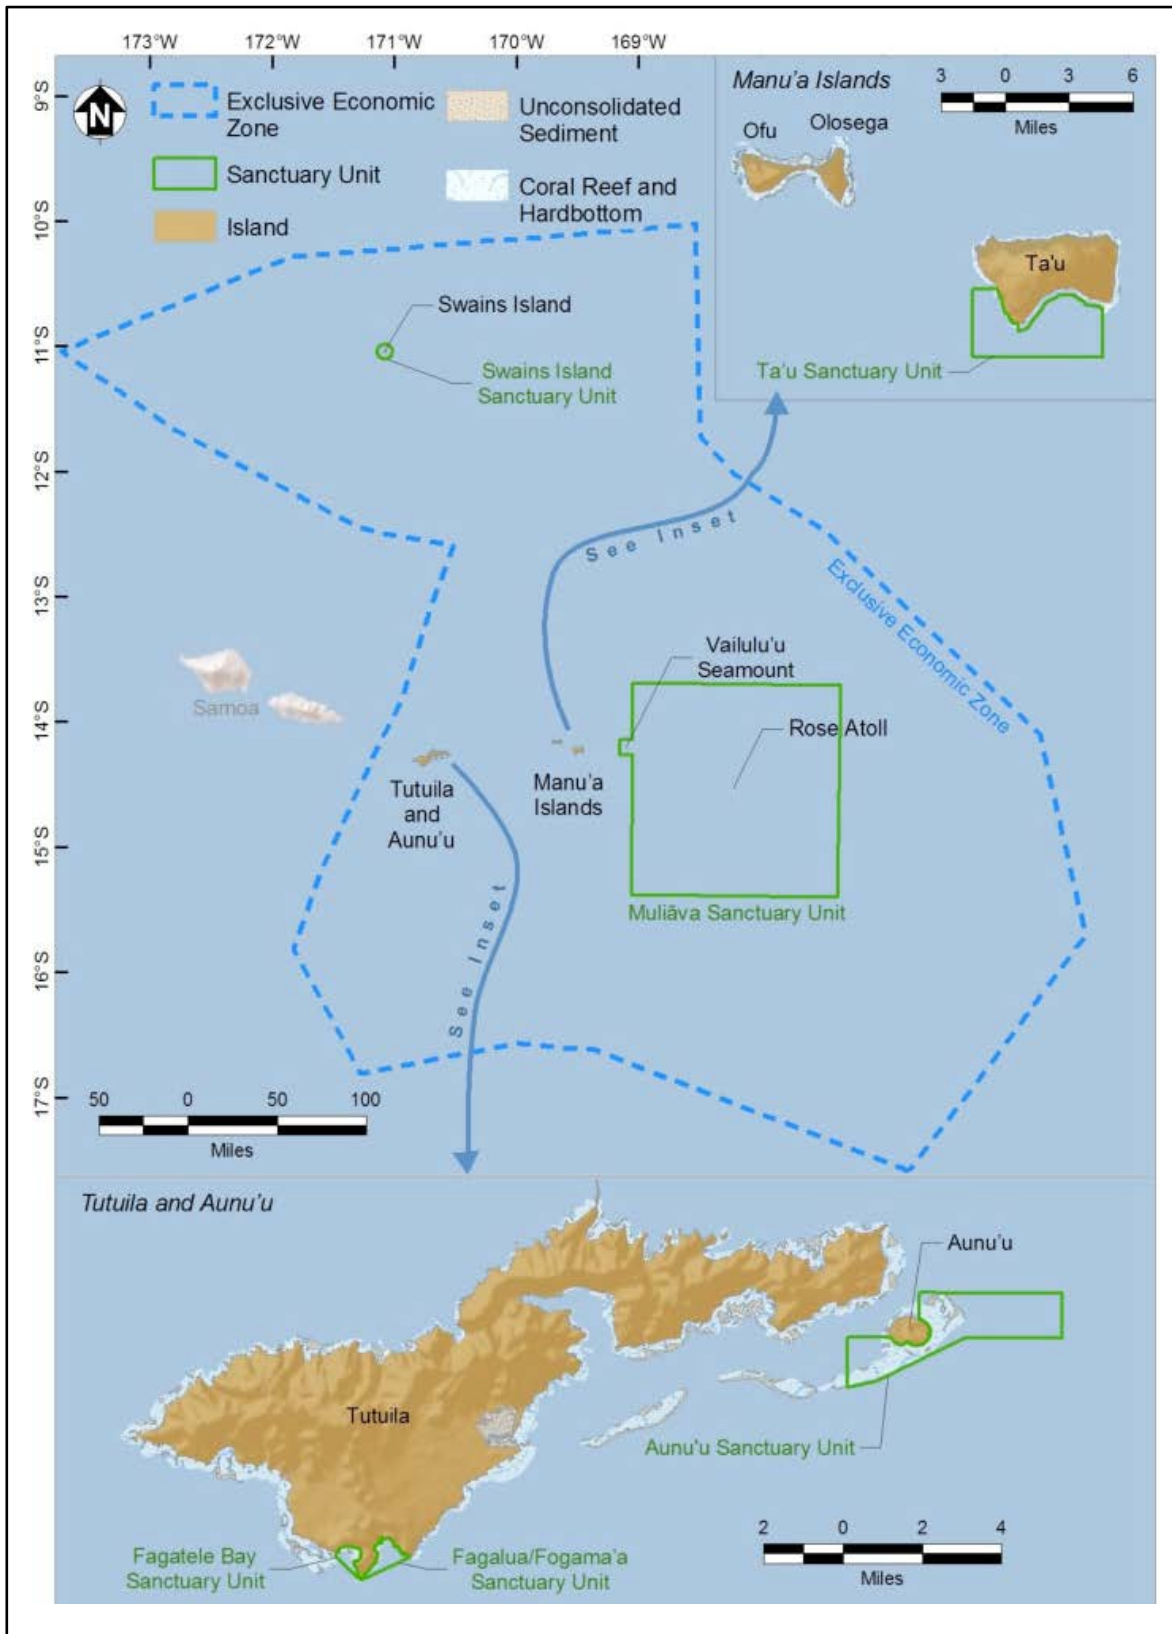 173°W
172°W
171°W
170°W
169°W
9°S
10°S
11°S
12°S
13°S
14°S
15°S
16°S
17°S
N
Exclusive Economic
Zone
Sanctuary Unit
Island
Unconsolidated
Sediment
Coral Reef and
Hardbottom
Manu'a Islands
3 0 3 6
Miles
Ofu
Olosega
Ta'u
Ta'u Sanctuary Unit
Swains Island
Swains Island
Sanctuary Unit
See Inset
Exclusive Economic Zone
Vailulu'u
Seamount
Rose Atoll
Samoa
Tutuila
and
Aunu'u
Manu'a
Islands
Muliāva Sanctuary Unit
See Inset
50 0 50 100
Miles
Tutuila and Aunu'u
Aunu'u
Tutuila
Aunu'u Sanctuary Unit
Fagatele Bay
Sanctuary Unit
Fagalua/Fogama'a
Sanctuary Unit
2 0 2 4
Miles